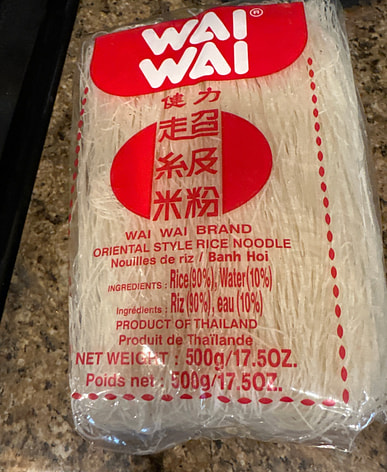 WAI ®
WAI
健力
超
級
米粉
WAI WAI BRAND
ORIENTAL STYLE RICE NOODLE
Nouilles de riz / Banh Hoi
INGREDIENTS : Rice(90%), Water(10%)
Ingrédients : Riz (90%), eau (10%)
PRODUCT OF THAILAND
Produit de Thaïlande
NET WEIGHT : 500g/17.5OZ.
Poids net : 500g/17.5OZ.